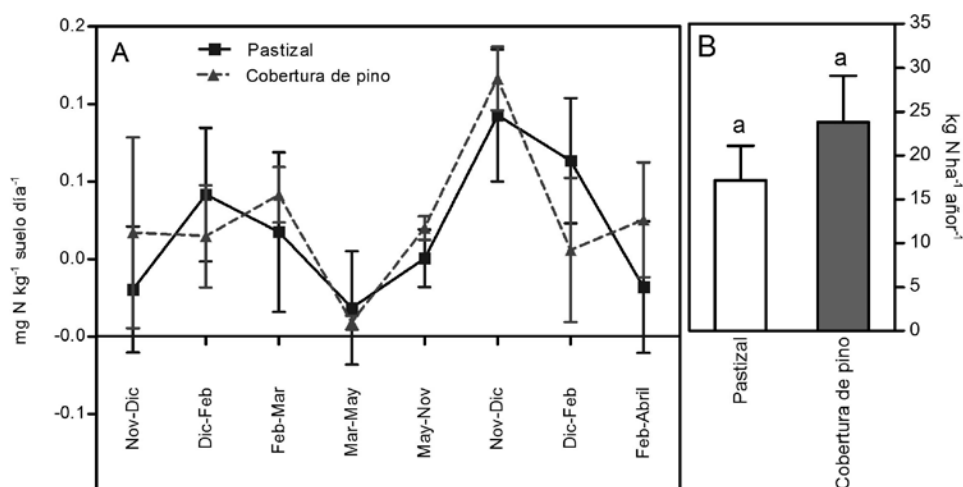 A
Pastizal
Cobertura de pino
mg N kg⁻¹ suelo día⁻¹
0.2
0.1
0.1
0.0
-0.0
-0.1
Nov-Dic
Dic-Feb
Feb-Mar
Mar-May
May-Nov
Nov-Dic
Dic-Feb
Feb-Abril
B
a
a
35
30
25
20
15
10
5
0
kg N ha⁻¹ añor⁻¹
Pastizal
Cobertura de pino